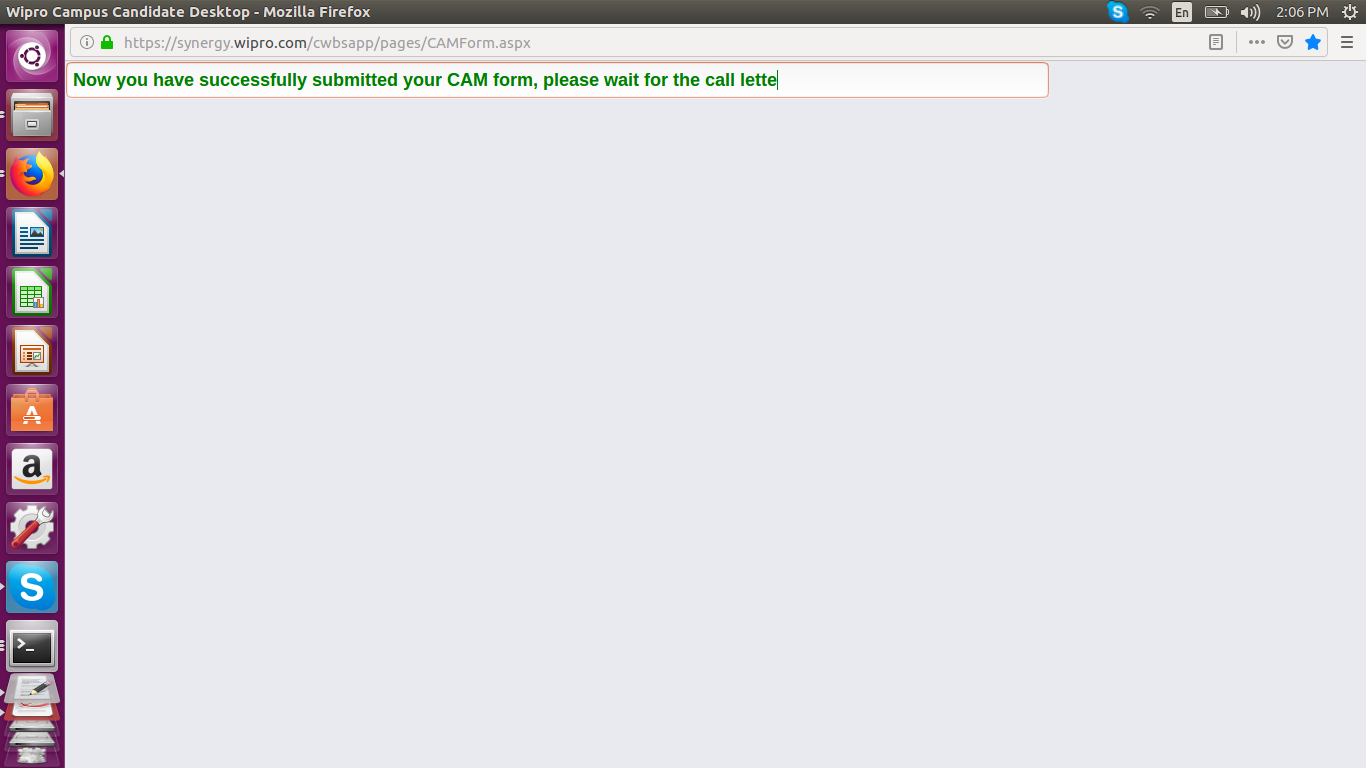 Wipro Campus Candidate Desktop - Mozilla Firefox
En
2:06 PM
https://synergy.wipro.com/cwbsapp/pages/CAMForm.aspx
Now you have successfully submitted your CAM form, please wait for the call lette